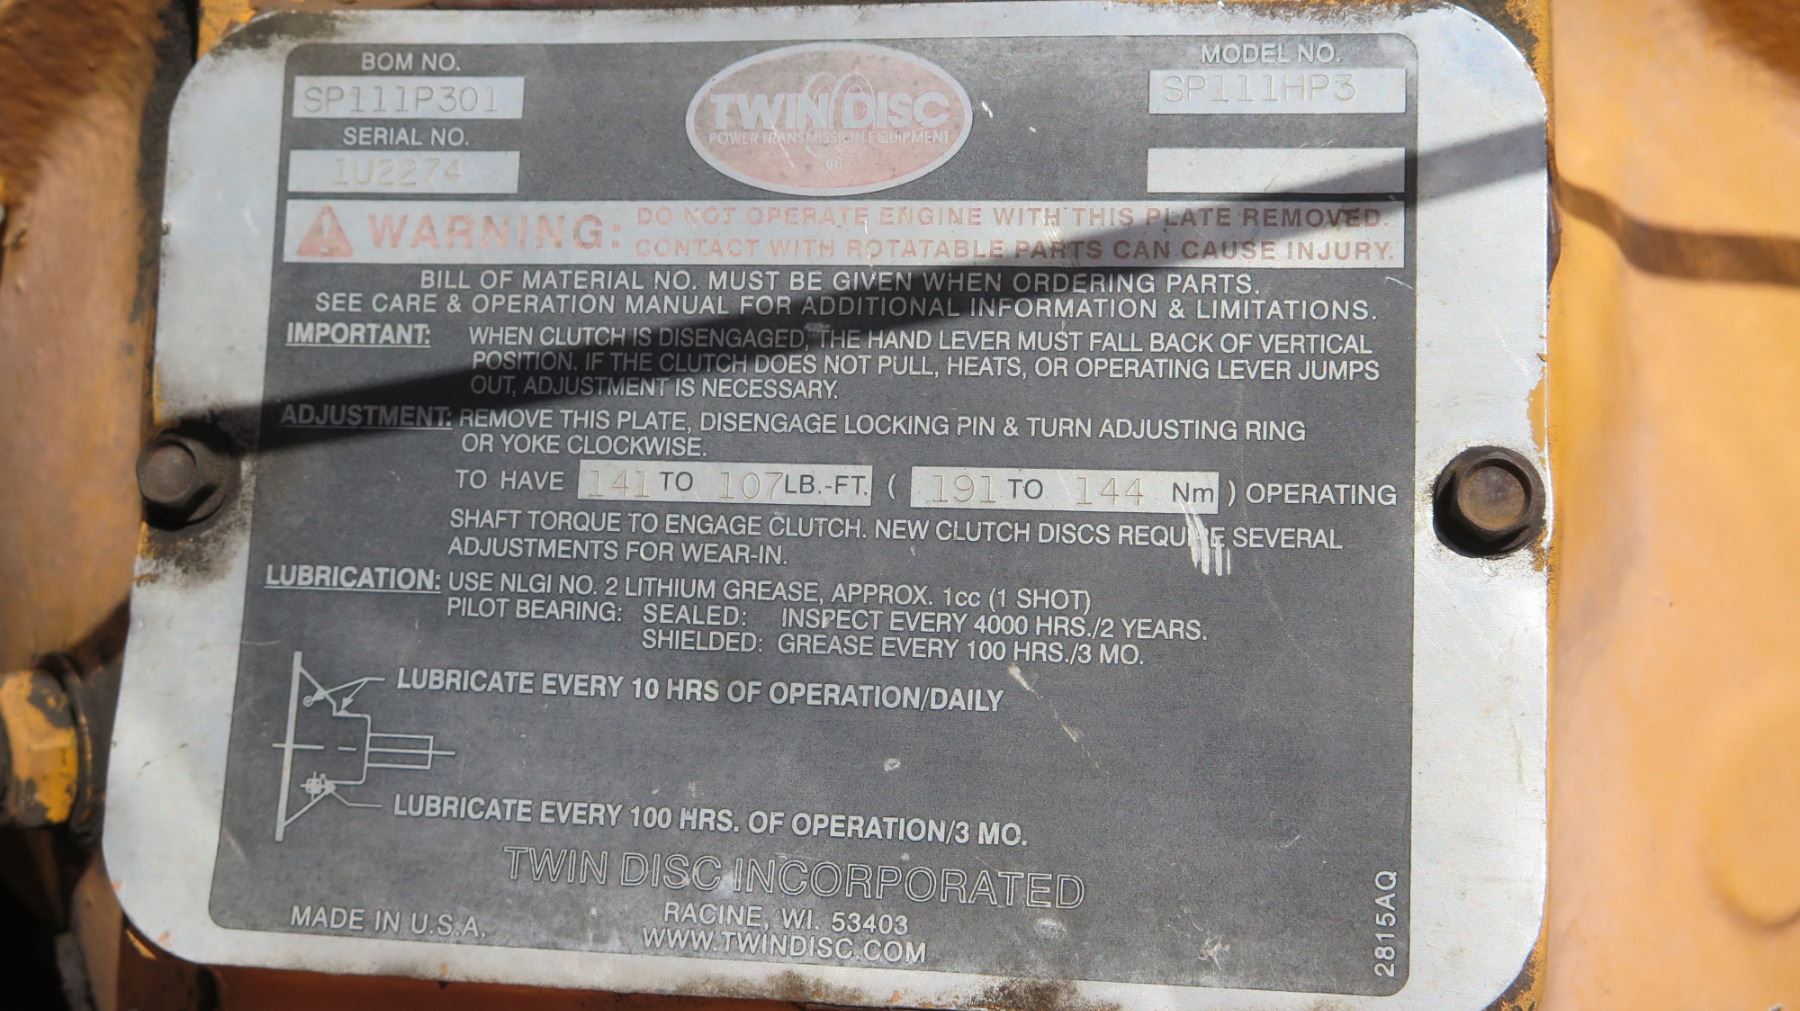 BOM NO.
SP111P301
SERIAL NO.
1U2274
TWIN DISC
POWER TRANSMISSION EQUIPMENT
MODEL NO.
SP111HP3
WARNING: DO NOT OPERATE ENGINE WITH THIS PLATE REMOVED.
CONTACT WITH ROTATABLE PARTS CAN CAUSE INJURY.
BILL OF MATERIAL NO. MUST BE GIVEN WHEN ORDERING PARTS.
SEE CARE & OPERATION MANUAL FOR ADDITIONAL INFORMATION & LIMITATIONS.
IMPORTANT: WHEN CLUTCH IS DISENGAGED, THE HAND LEVER MUST FALL BACK OF VERTICAL
POSITION. IF THE CLUTCH DOES NOT PULL, HEATS, OR OPERATING LEVER JUMPS
OUT, ADJUSTMENT IS NECESSARY.
ADJUSTMENT: REMOVE THIS PLATE, DISENGAGE LOCKING PIN & TURN ADJUSTING RING
OR YOKE CLOCKWISE.
TO HAVE 141 TO 107 LB.-FT. ( 191 TO 144 Nm ) OPERATING
SHAFT TORQUE TO ENGAGE CLUTCH. NEW CLUTCH DISCS REQUIRE SEVERAL
ADJUSTMENTS FOR WEAR-IN.
LUBRICATION: USE NLGI NO. 2 LITHIUM GREASE, APPROX. 1cc (1 SHOT)
PILOT BEARING: SEALED: INSPECT EVERY 4000 HRS./2 YEARS.
SHIELDED: GREASE EVERY 100 HRS./3 MO.
LUBRICATE EVERY 10 HRS OF OPERATION/DAILY
LUBRICATE EVERY 100 HRS. OF OPERATION/3 MO.
TWIN DISC INCORPORATED
MADE IN U.S.A.
RACINE, WI. 53403
WWW.TWINDISC.COM
2815AQ